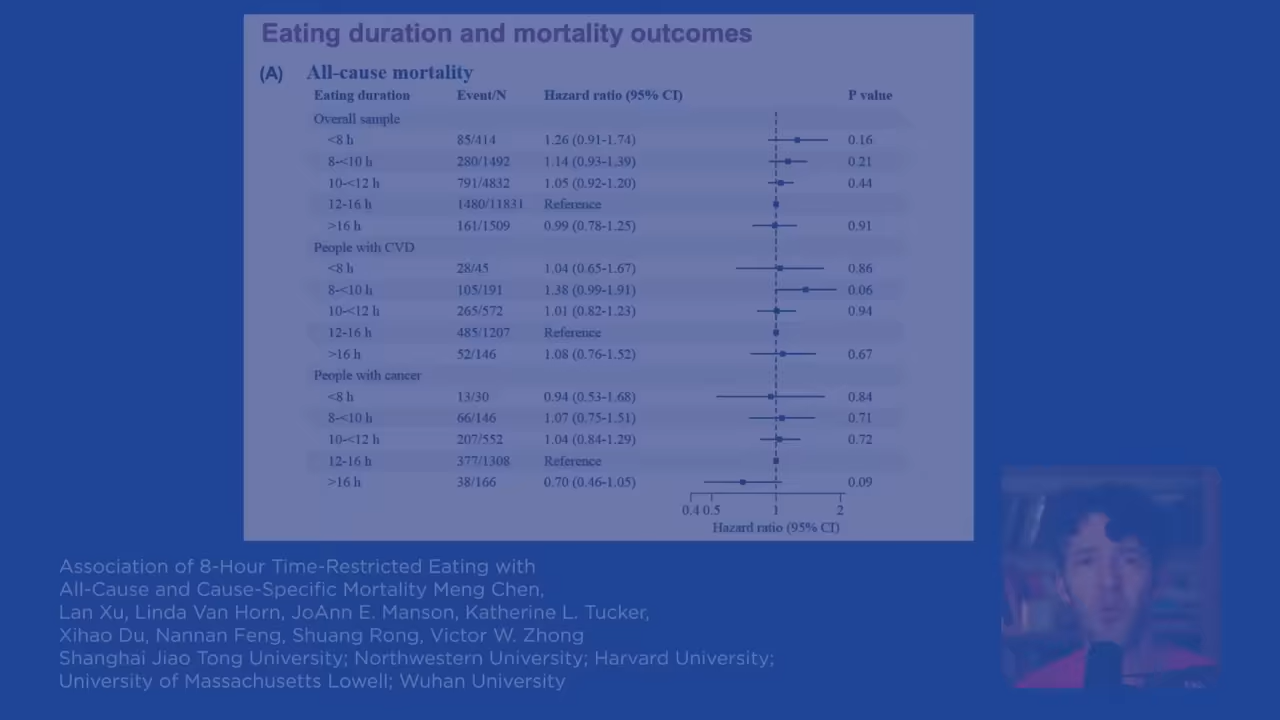 Eating duration and mortality outcomes
(A) All-cause mortality
Eating duration Event/N Hazard ratio (95% CI) P value
Overall sample
<8 h 85/414 1.26 (0.91-1.74) 0.16
8-<10 h 280/1492 1.14 (0.93-1.39) 0.21
10-<12 h 791/4832 1.05 (0.92-1.20) 0.44
12-16 h 1480/11831 Reference
>16 h 161/1509 0.99 (0.78-1.25) 0.91
People with CVD
<8 h 28/45 1.04 (0.65-1.67) 0.86
8-<10 h 105/191 1.38 (0.99-1.91) 0.06
10-<12 h 265/572 1.01 (0.82-1.23) 0.94
12-16 h 485/1207 Reference
>16 h 52/146 1.08 (0.76-1.52) 0.67
People with cancer
<8 h 13/30 0.94 (0.53-1.68) 0.84
8-<10 h 66/146 1.07 (0.75-1.51) 0.71
10-<12 h 207/552 1.04 (0.84-1.29) 0.72
12-16 h 377/1308 Reference
>16 h 38/166 0.70 (0.46-1.05) 0.09
0.4 0.5 1 2
Hazard ratio (95% CI)
Association of 8-Hour Time-Restricted Eating with
All-Cause and Cause-Specific Mortality Meng Chen,
Lan Xu, Linda Van Horn, JoAnn E. Manson, Katherine L. Tucker,
Xihao Du, Nannan Feng, Shuang Rong, Victor W. Zhong
Shanghai Jiao Tong University; Northwestern University; Harvard University;
University of Massachusetts Lowell; Wuhan University